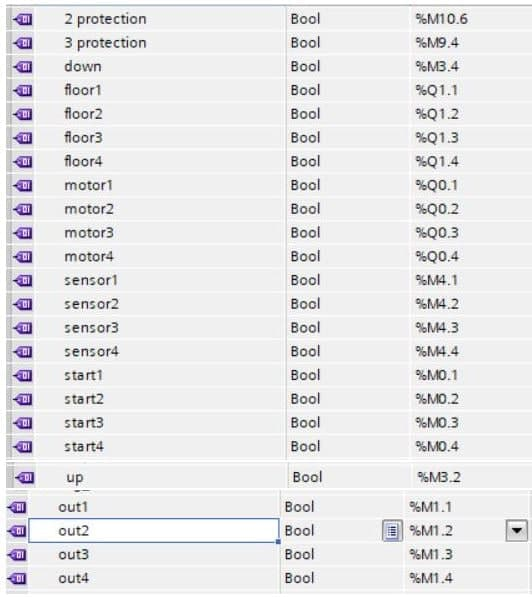 2 protection Bool %M10.6
3 protection Bool %M9.4
down Bool %M3.4
floor1 Bool %Q1.1
floor2 Bool %Q1.2
floor3 Bool %Q1.3
floor4 Bool %Q1.4
motor1 Bool %Q0.1
motor2 Bool %Q0.2
motor3 Bool %Q0.3
motor4 Bool %Q0.4
sensor1 Bool %M4.1
sensor2 Bool %M4.2
sensor3 Bool %M4.3
sensor4 Bool %M4.4
start1 Bool %M0.1
start2 Bool %M0.2
start3 Bool %M0.3
start4 Bool %M0.4
up Bool %M3.2
out1 Bool %M1.1
out2 Bool %M1.2
out3 Bool %M1.3
out4 Bool %M1.4